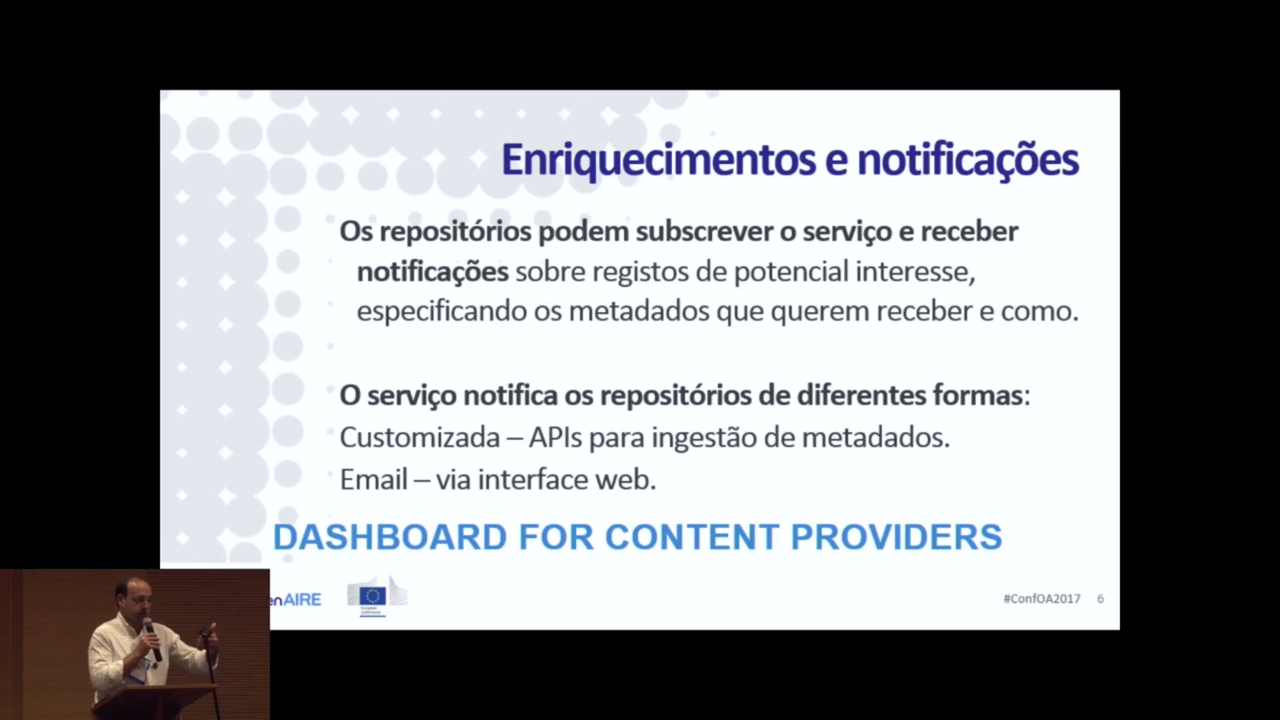 Enriquecimentos e notificações
Os repositórios podem subscrever o serviço e receber
notificações sobre registos de potencial interesse,
especificando os metadados que querem receber e como.
O serviço notifica os repositórios de diferentes formas:
Customizada – APIs para ingestão de metadados.
Email – via interface web.
DASHBOARD FOR CONTENT PROVIDERS
enAIRE
#ConfOA2017 6